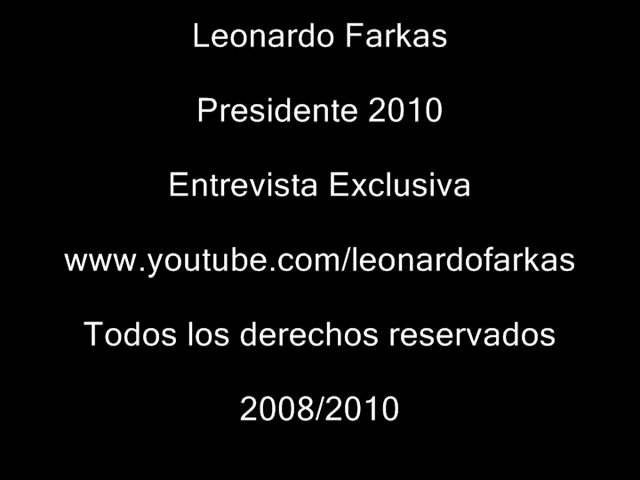 Leonardo Farkas
Presidente 2010
Entrevista Exclusiva
www.youtube.com/leonardofarkas
Todos los derechos reservados
2008/2010